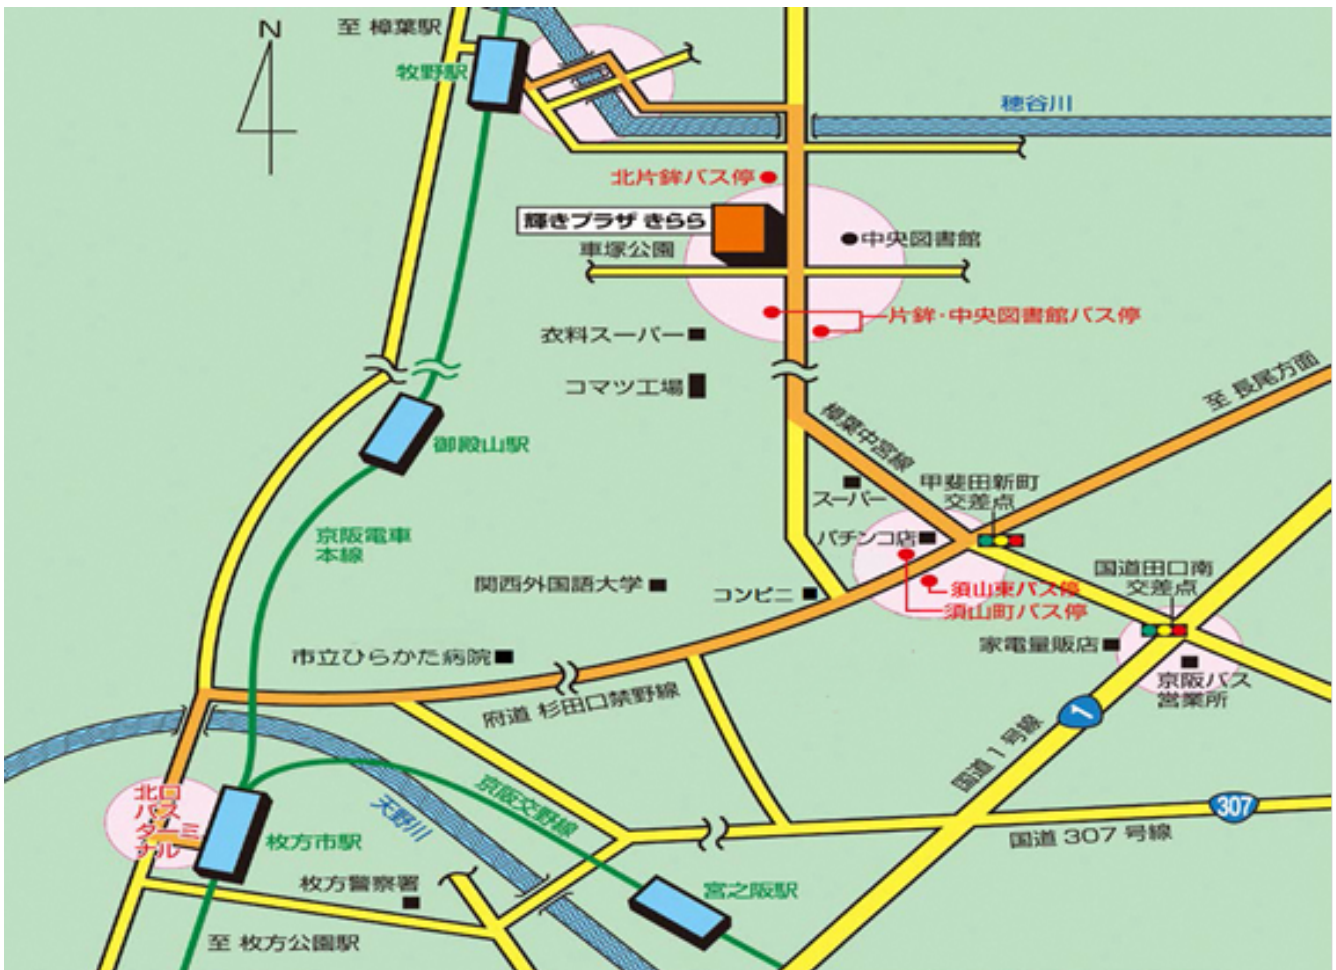 N
至 樟葉駅
牧野駅
穂谷川
北片鉾バス停
輝きプラザ きらら
車塚公園
中央図書館
片鉾・中央図書館バス停
衣料スーパー
コマツ工場
至 長尾方面
樟葉中宮線
御殿山駅
スーパー
甲斐田新町
交差点
京阪電車
本線
パチンコ店
国道田口南
交差点
関西外国語大学
コンビニ
須山東バス停
須山町バス停
市立ひらかた病院
家電量販店
京阪バス
営業所
府道 杉田口禁野線
1
国道 1 号線
北口
バス
ターミ
ナル
天野川
京阪交野線
307
国道 307 号線
枚方市駅
枚方警察署
宮之阪駅
至 枚方公園駅